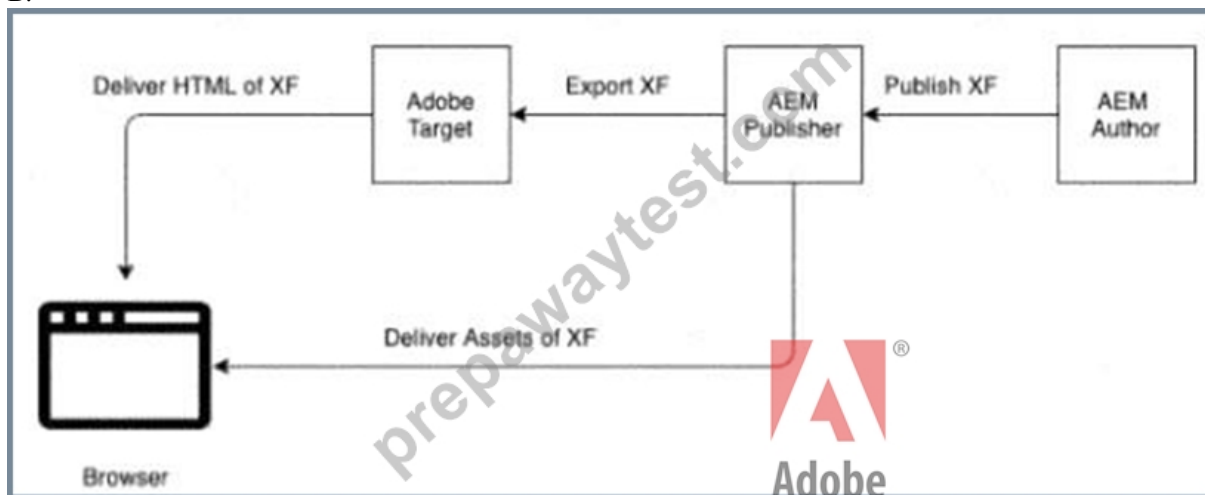 Deliver HTML of XF
Adobe
Target
Export XF
AEM
Publisher
Publish XF
AEM
Author
Deliver Assets of XF
Browser
prepawaytest.com
®
Adobe